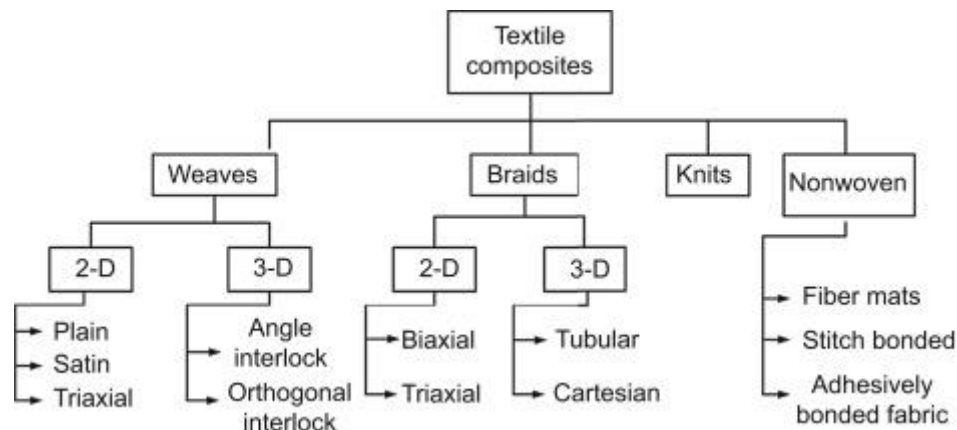 Textile
composites
Weaves
Braids
Knits
Nonwoven
2-D
3-D
2-D
3-D
Plain
Satin
Triaxial
Angle
interlock
Orthogonal
interlock
Biaxial
Triaxial
Tubular
Cartesian
Fiber mats
Stitch bonded
Adhesively
bonded fabric